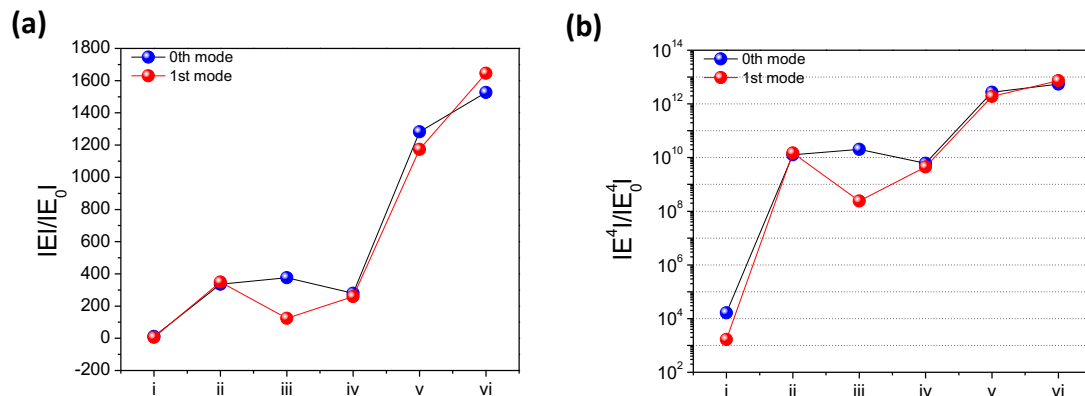 (a)
1800
1600
1400
1200
1000
800
600
400
200
0
-200
|E|/|E_0|
0th mode
1st mode
i ii iii iv v vi
(b)
10^14
10^12
10^10
10^8
10^6
10^4
10^2
|E^4|/|E_0^4|
0th mode
1st mode
i ii iii iv v vi